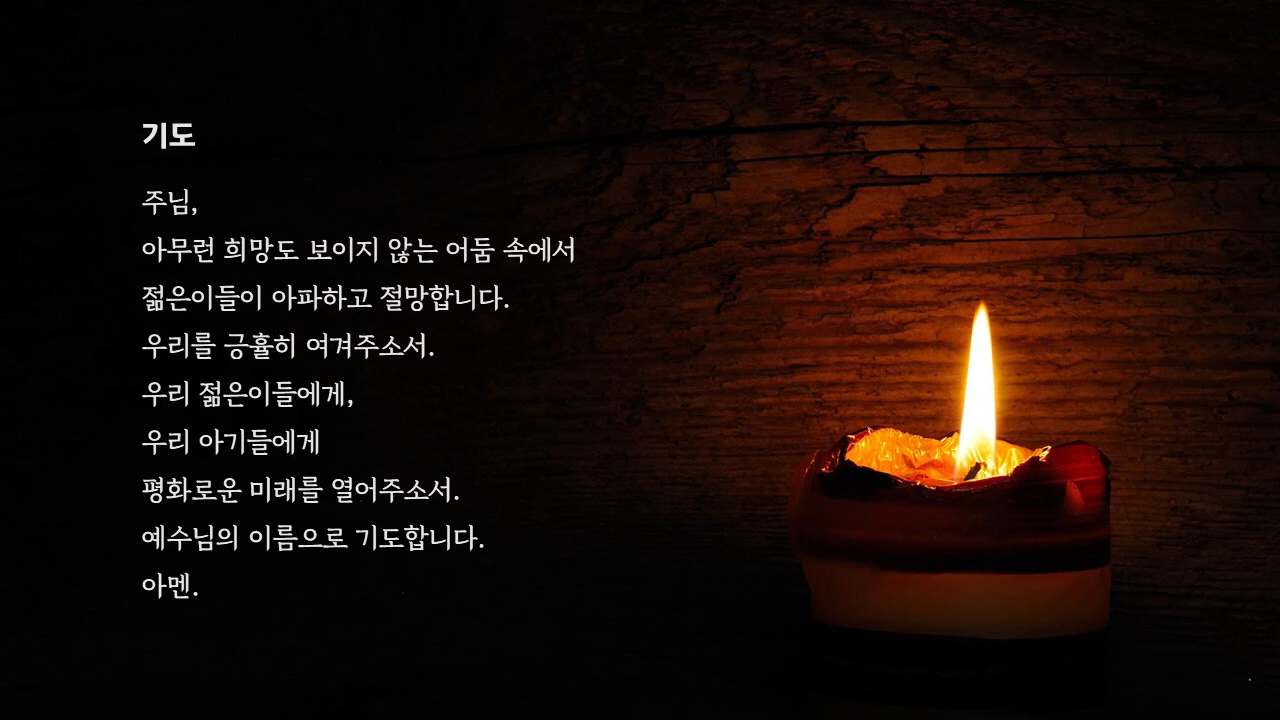 기도
주님,
아무런 희망도 보이지 않는 어둠 속에서
젊은이들이 아파하고 절망합니다.
우리를 긍휼히 여겨주소서.
우리 젊은이들에게,
우리 아기들에게
평화로운 미래를 열어주소서.
예수님의 이름으로 기도합니다.
아멘.